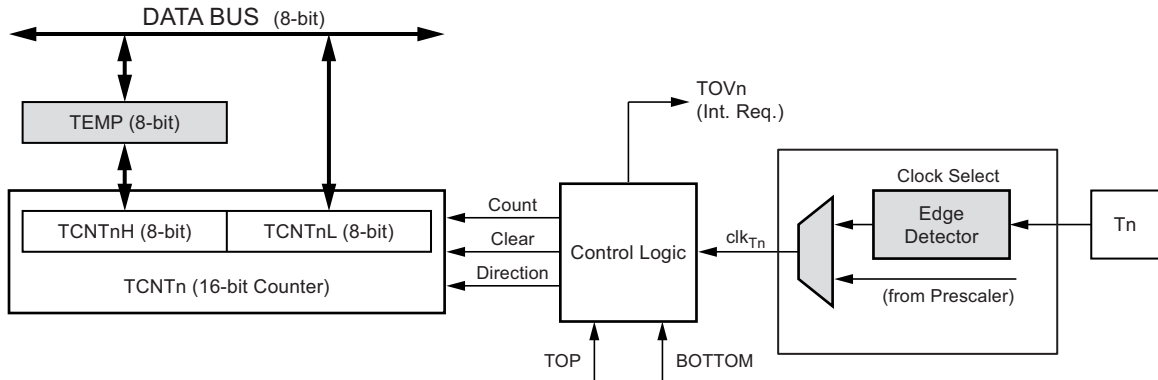 DATA BUS (8-bit)
TOVn
(Int. Req.)
TEMP (8-bit)
Clock Select
Count
TCNTnH (8-bit) TCNTnL (8-bit)
Edge
Detector
Tn
Clear
Control Logic
clkTn
Direction
TCNTn (16-bit Counter)
(from Prescaler)
TOP
BOTTOM